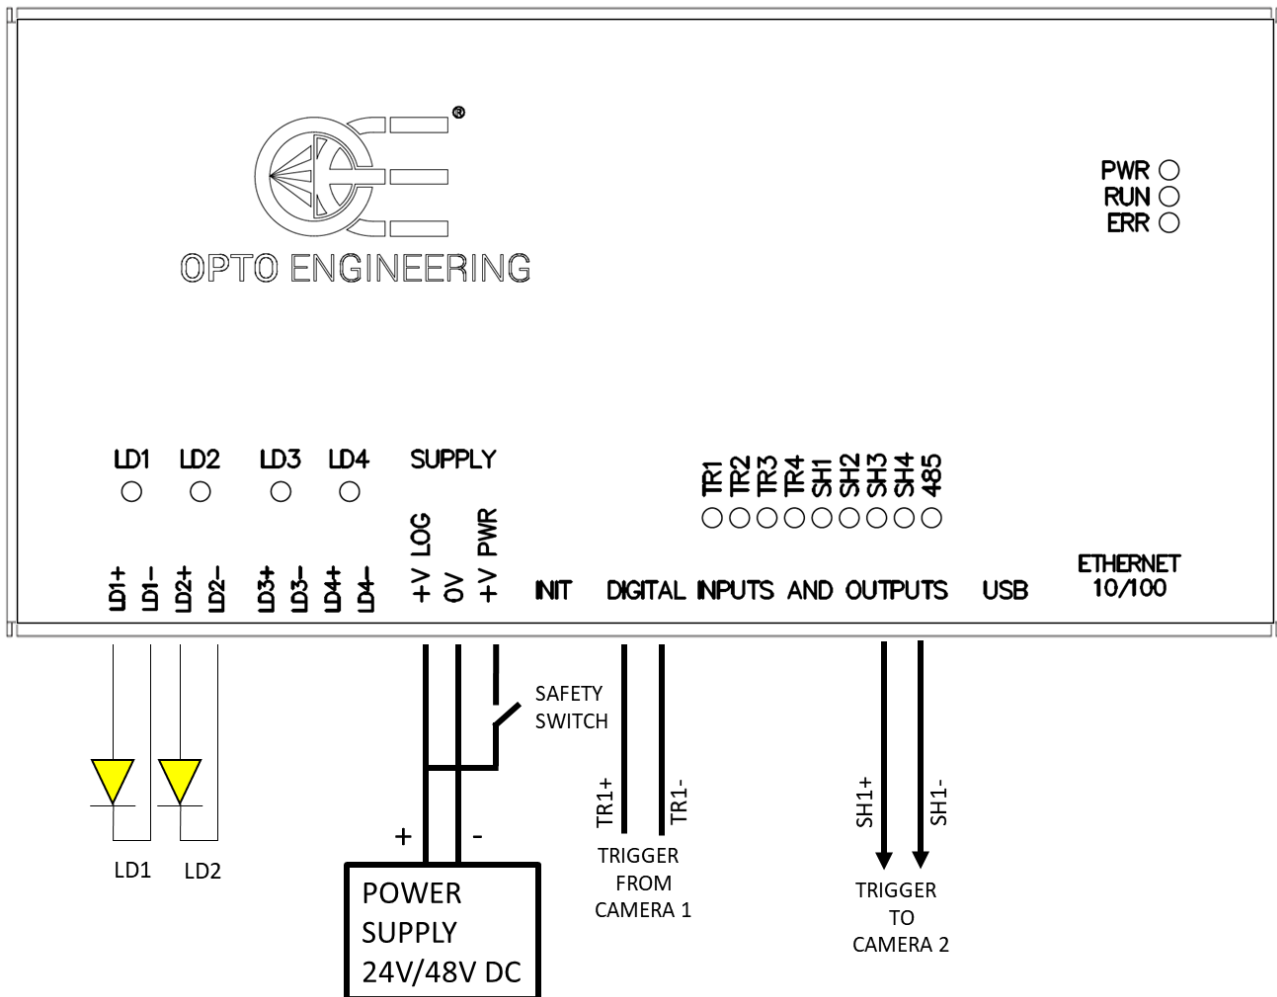 ®
OPTO ENGINEERING
PWR
RUN
ERR
LD1 LD2 LD3 LD4 SUPPLY
TR1 TR2 TR3 TR4 SH1 SH2 SH3 SH4 485
LD1+ LD1- LD2+ LD2- LD3+ LD3- LD4+ LD4- +V LOG 0V +V PWR
INIT DIGITAL INPUTS AND OUTPUTS USB
ETHERNET
10/100
SAFETY
SWITCH
TR1+ TR1- SH1+ SH1-
+ -
LD1 LD2
POWER
SUPPLY
24V/48V DC
TRIGGER
FROM
CAMERA 1
TRIGGER
TO
CAMERA 2